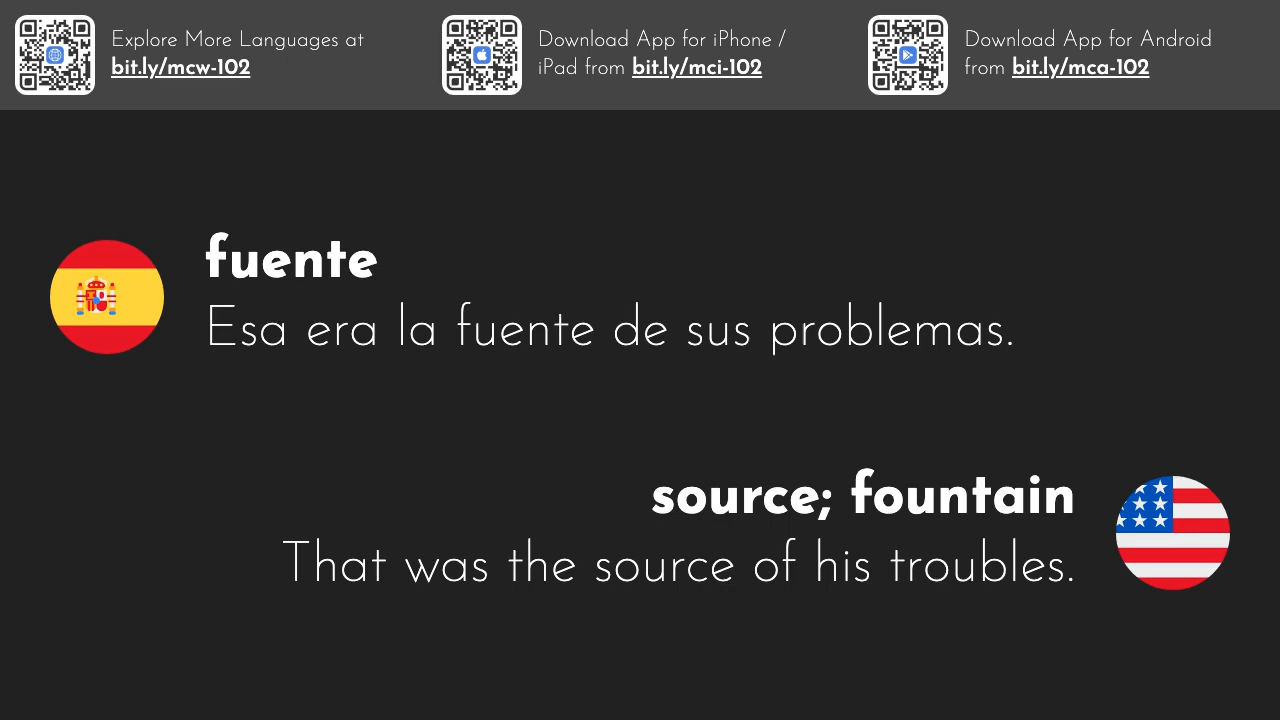 Explore More Languages at
bit.ly/mcw-102
Download App for iPhone /
iPad from bit.ly/mci-102
Download App for Android
from bit.ly/mca-102
fuente
Esa era la fuente de sus problemas.
source; fountain
That was the source of his troubles.